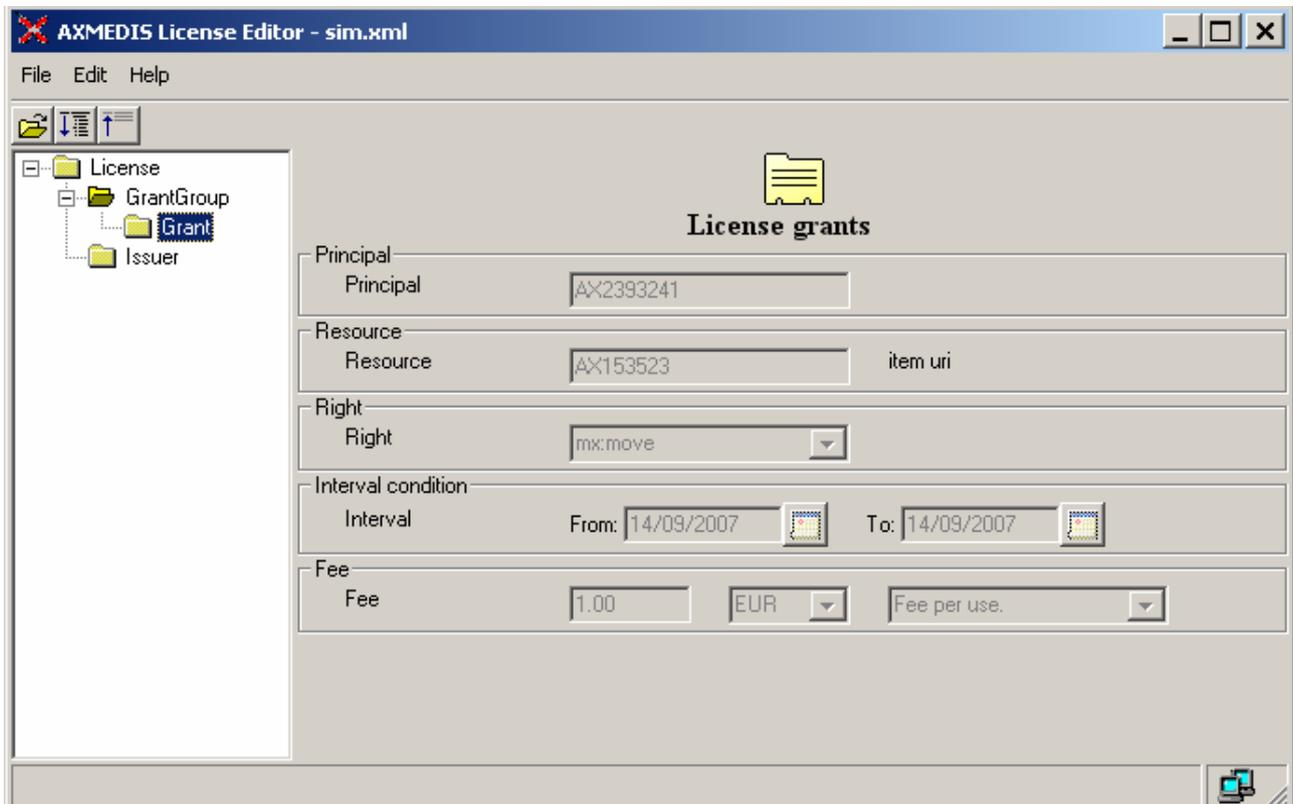 AXMEDIS License Editor - sim.xml
File Edit Help
License
GrantGroup
Grant
Issuer
License grants
Principal
Principal AX2393241
Resource
Resource AX153523 item uri
Right
Right mx:move
Interval condition
Interval From: 14/09/2007 To: 14/09/2007
Fee
Fee 1.00 EUR Fee per use.